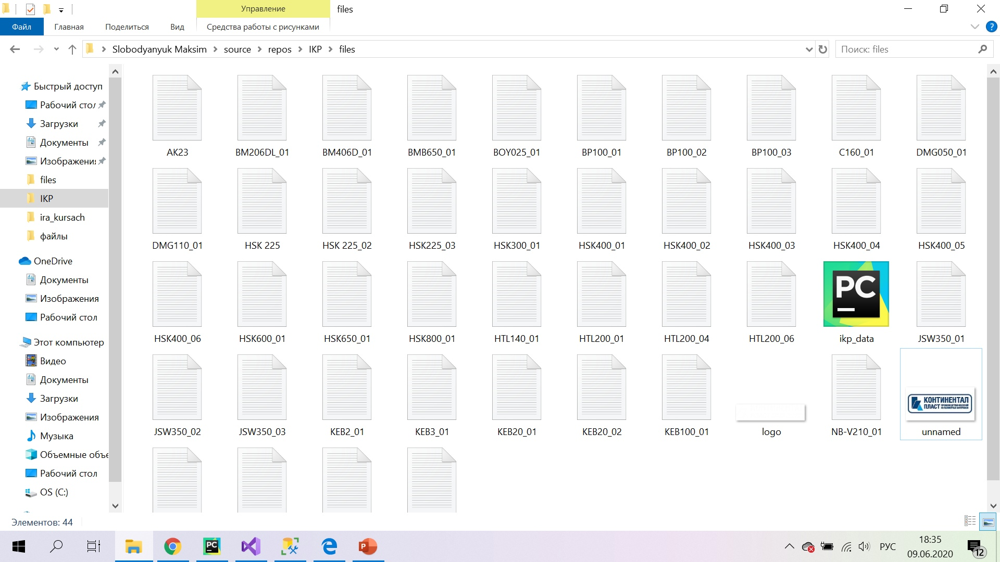 Управление
files
Файл
Главная
Поделиться
Вид
Средства работы с рисунками
Slobodyanyuk Maksim
source
repos
IKP
files
Поиск: files
Быстрый доступ
Рабочий стол
Загрузки
Документы
Изображени
files
IKP
ira_kursach
файлы
OneDrive
Документы
Изображения
Рабочий стол
Этот компьютер
Видео
Документы
Загрузки
Изображения
Музыка
Объемные объе
Рабочий стол
OS (C:)
AK23
BM206DL_01
BM406D_01
BMB650_01
BOY025_01
BP100_01
BP100_02
BP100_03
C160_01
DMG050_01
DMG110_01
HSK 225
HSK 225_02
HSK225_03
HSK300_01
HSK400_01
HSK400_02
HSK400_03
HSK400_04
HSK400_05
HSK400_06
HSK600_01
HSK650_01
HSK800_01
HTL140_01
HTL200_01
HTL200_04
HTL200_06
PC
ikp_data
JSW350_01
JSW350_02
JSW350_03
KEB2_01
KEB3_01
KEB20_01
KEB20_02
KEB100_01
logo
NB-V210_01
КОНТИНЕНТАЛ
ПЛАСТ
unnamed
Элементов: 44
PC
РУС
18:35
09.06.2020
12